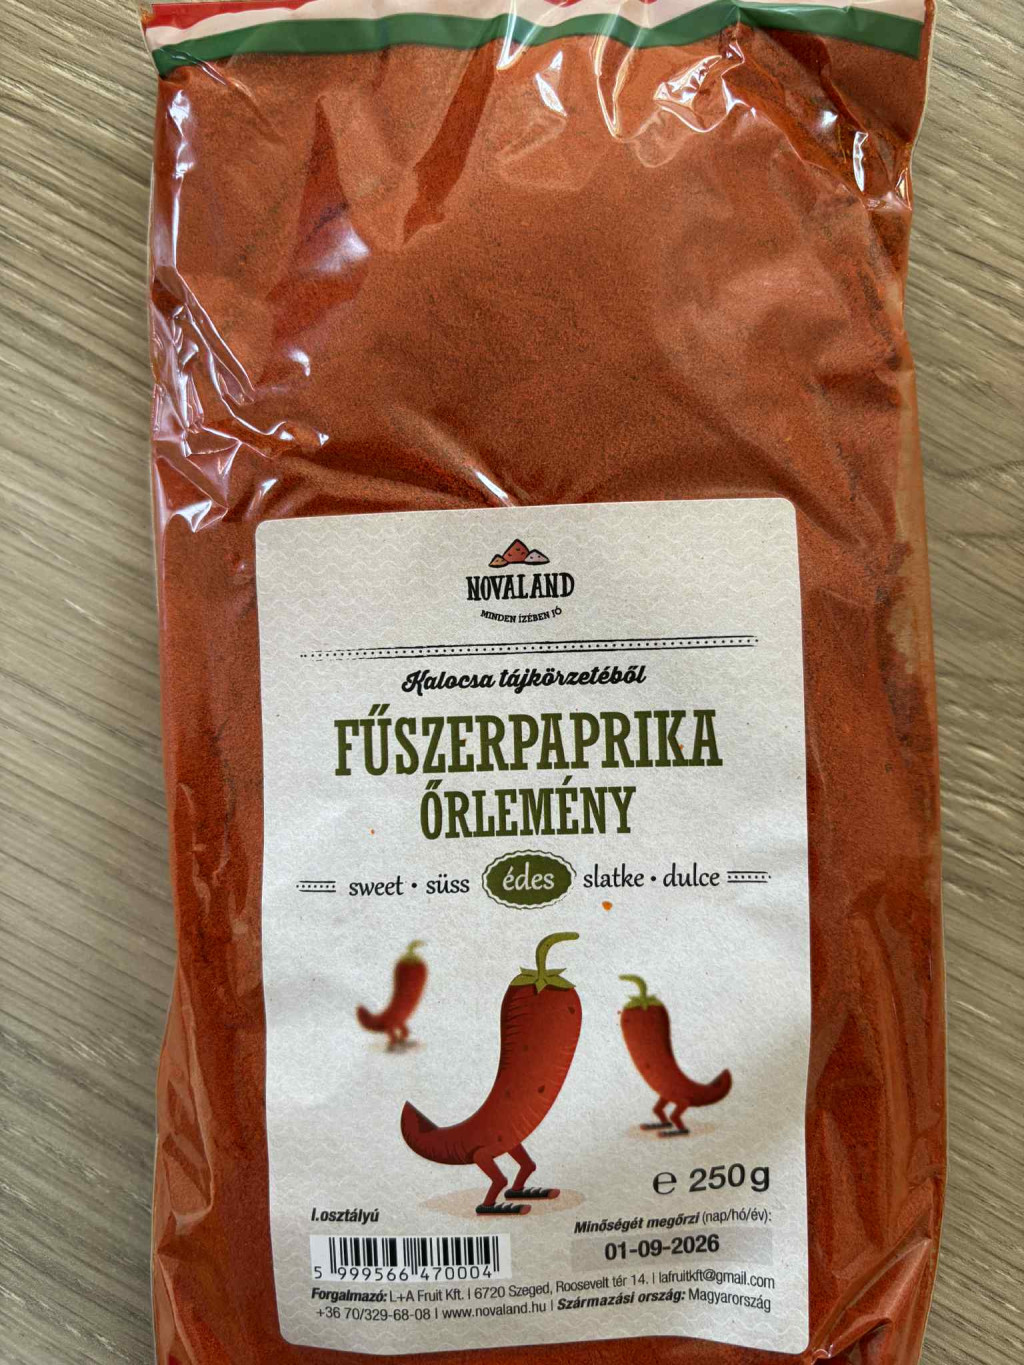 NOVALAND
MINDEN ÍZÉBEN JÓ
Kalocsa tájkörzetéből
FŰSZERPAPRIKA
ŐRLEMÉNY
sweet • süss édes slatke • dulce
℮ 250g
I.osztályú
Minőségét megőrzi (nap/hó/év):
01-09-2026
5 999566 470004
Forgalmazó: L+A Fruit Kft. I 6720 Szeged, Roosevelt tér 14. I lafruitkft@gmail.com
+36 70/329-68-08 I www.novaland.hu I Származási ország: Magyarország